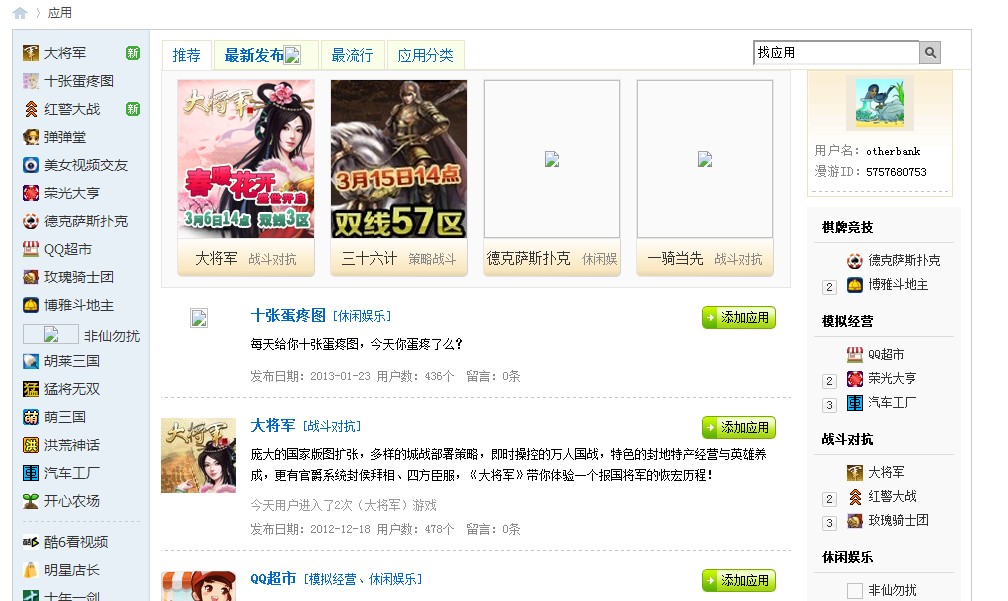 应用
大将军 新
十张蛋疼图
红警大战 新
弹弹堂
美女视频交友
荣光大亨
德克萨斯扑克
QQ超市
玫瑰骑士团
博雅斗地主
非仙勿扰
胡莱三国
猛将无双
萌三国
洪荒神话
汽车工厂
开心农场
酷6看视频
明星店长
十年一剑
推荐 最新发布 最流行 应用分类
找应用
大将军
春暖花开
盛世开启
3月6日14点 双线3区
大将军 战斗对抗
3月15日14点
双线57区
三十六计 策略战斗
德克萨斯扑克 休闲娱
一骑当先 战斗对抗
十张蛋疼图 [休闲娱乐]
添加应用
每天给你十张蛋疼图，今天你蛋疼了么？
发布日期：2013-01-23 用户数：436个 留言：0条
大将军
大将军 [战斗对抗]
添加应用
庞大的国家版图扩张，多样的城战部署策略，即时操控的万人国战，特色的封地特产经营与英雄养
成，更有官爵系统封侯拜相、四方臣服，《大将军》带你体验一个报国将军的恢宏历程！
今天用户进入了2次（大将军）游戏
发布日期：2012-12-18 用户数：478个 留言：0条
QQ超市 [模拟经营、休闲娱乐]
添加应用
用户名：otherbank
漫游ID：5757680753
棋牌竞技
德克萨斯扑克
2 博雅斗地主
模拟经营
QQ超市
2 荣光大亨
3 汽车工厂
战斗对抗
大将军
2 红警大战
3 玫瑰骑士团
休闲娱乐
非仙勿扰